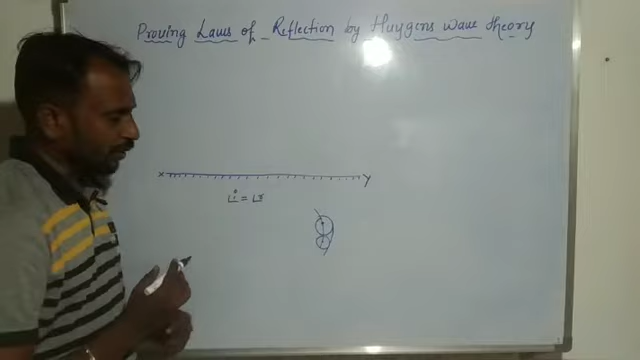 Proving Laws of Reflection by Huygens Wave theory
X Y
∠i = ∠r